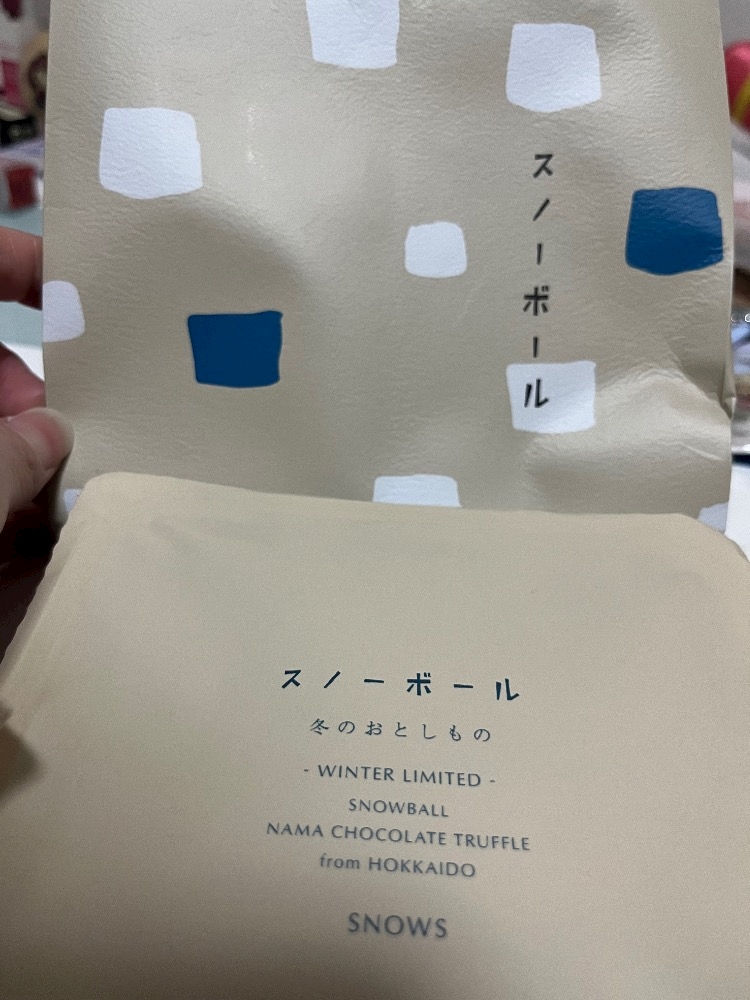 スノーボール
スノーボール
冬のおとしもの
- WINTER LIMITED -
SNOWBALL
NAMA CHOCOLATE TRUFFLE
from HOKKAIDO
SNOWS